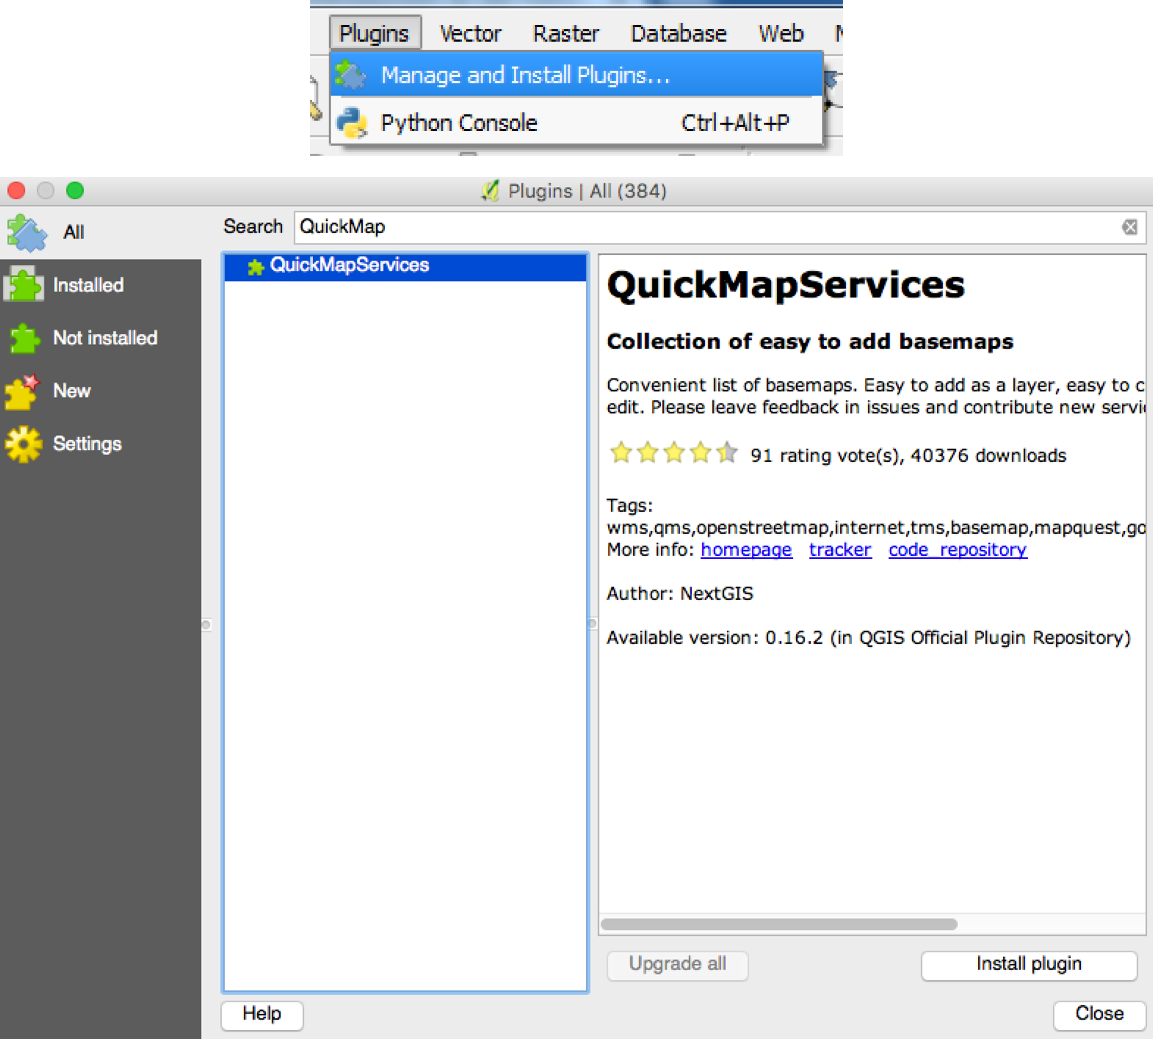 Plugins Vector Raster Database Web
Manage and Install Plugins...
Python Console Ctrl+Alt+P
Plugins | All (384)
All
Search QuickMap
Installed
Not installed
New
Settings
QuickMapServices
QuickMapServices
Collection of easy to add basemaps
Convenient list of basemaps. Easy to add as a layer, easy to c
edit. Please leave feedback in issues and contribute new servi
91 rating vote(s), 40376 downloads
Tags:
wms,qms,openstreetmap,internet,tms,basemap,mapquest,go
More info: homepage tracker code repository
Author: NextGIS
Available version: 0.16.2 (in QGIS Official Plugin Repository)
Upgrade all Install plugin
Help Close